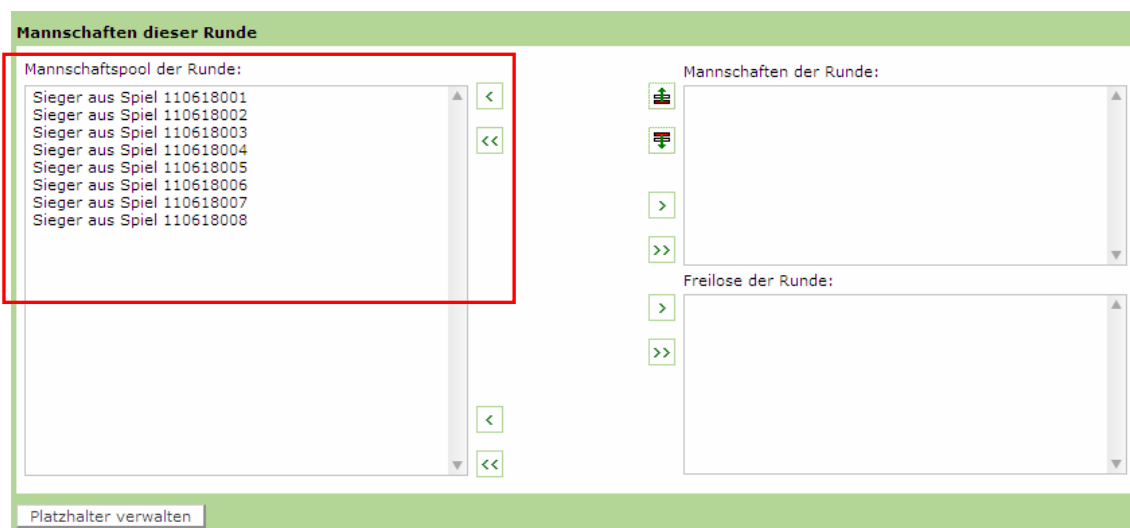 Mannschaften dieser Runde
Mannschaftspool der Runde:
Sieger aus Spiel 110618001
Sieger aus Spiel 110618002
Sieger aus Spiel 110618003
Sieger aus Spiel 110618004
Sieger aus Spiel 110618005
Sieger aus Spiel 110618006
Sieger aus Spiel 110618007
Sieger aus Spiel 110618008
<
<<
<
<<
Mannschaften der Runde:
>
>>
Freilose der Runde:
>
>>
Platzhalter verwalten